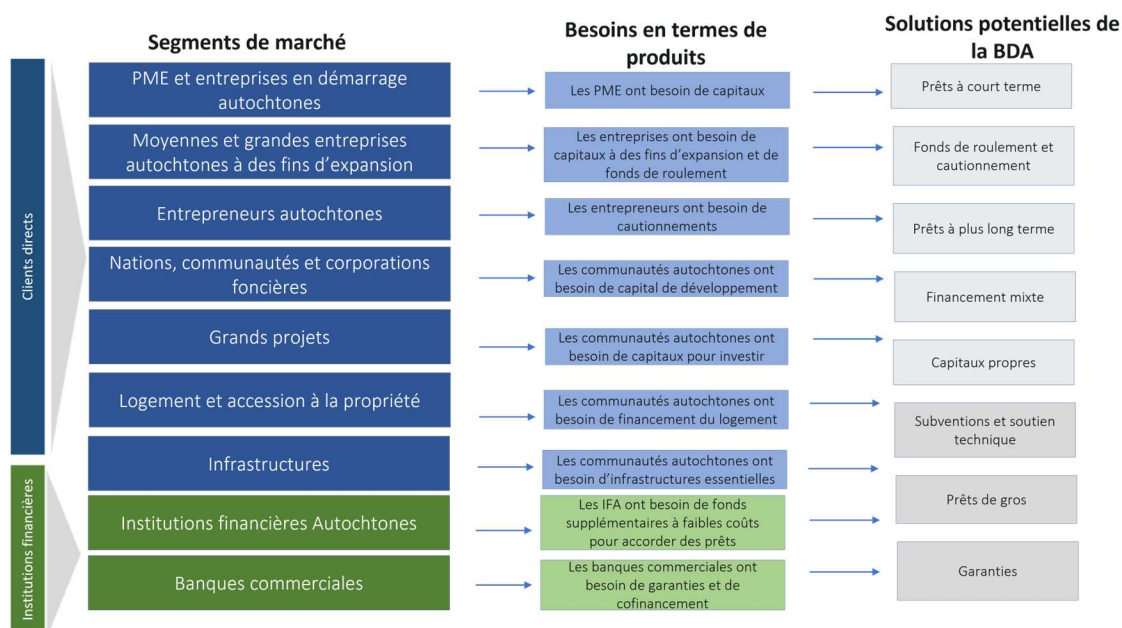 Segments de marché
Besoins en termes de
produits
Solutions potentielles de
la BDA
Clients directs
PME et entreprises en démarrage
autochtones
Les PME ont besoin de capitaux
Prêts à court terme
Moyennes et grandes entreprises
autochtones à des fins d’expansion
Les entreprises ont besoin de
capitaux à des fins d’expansion et de
fonds de roulement
Fonds de roulement et
cautionnement
Entrepreneurs autochtones
Les entrepreneurs ont besoin de
cautionnements
Prêts à plus long terme
Nations, communautés et corporations
foncières
Les communautés autochtones ont
besoin de capital de développement
Financement mixte
Grands projets
Les communautés autochtones ont
besoin de capitaux pour investir
Capitaux propres
Logement et accession à la propriété
Les communautés autochtones ont
besoin de financement du logement
Subventions et soutien
technique
Infrastructures
Les communautés autochtones ont
besoin d’infrastructures essentielles
Prêts de gros
Institutions financières
Institutions financières Autochtones
Les IFA ont besoin de fonds
supplémentaires à faibles coûts
pour accorder des prêts
Garanties
Banques commerciales
Les banques commerciales ont
besoin de garanties et de
cofinancement